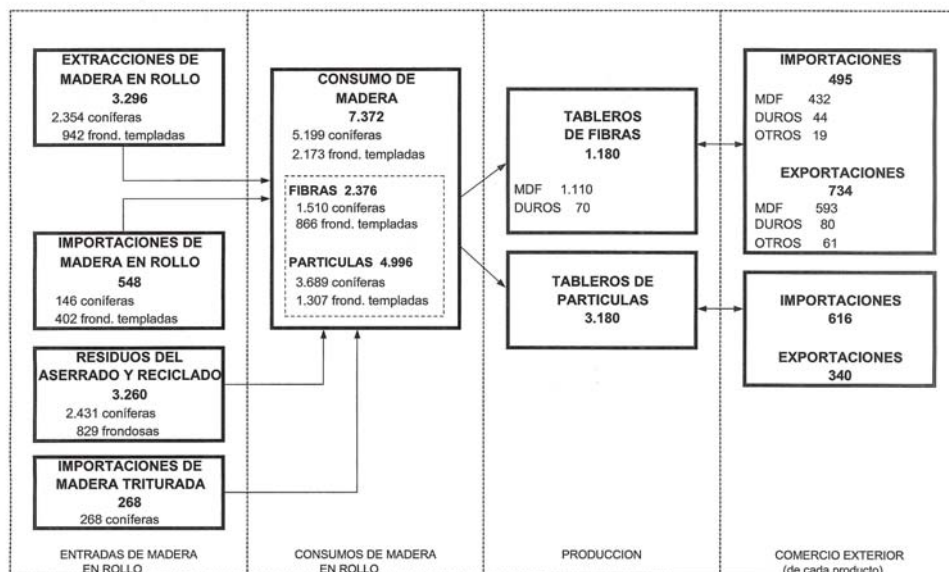 EXTRACCIONES DE
MADERA EN ROLLO
3.296
2.354 coníferas
942 frond. templadas
IMPORTACIONES DE
MADERA EN ROLLO
548
146 coníferas
402 frond. templadas
RESIDUOS DEL
ASERRADO Y RECICLADO
3.260
2.431 coníferas
829 frondosas
IMPORTACIONES DE
MADERA TRITURADA
268
268 coníferas
ENTRADAS DE MADERA
EN ROLLO
CONSUMO DE
MADERA
7.372
5.199 coníferas
2.173 frond. templadas
FIBRAS 2.376
1.510 coníferas
866 frond. templadas
PARTICULAS 4.996
3.689 coníferas
1.307 frond. templadas
CONSUMOS DE MADERA
EN ROLLO
TABLEROS
DE FIBRAS
1.180
MDF 1.110
DUROS 70
TABLEROS DE
PARTICULAS
3.180
PRODUCCION
IMPORTACIONES
495
MDF 432
DUROS 44
OTROS 19
EXPORTACIONES
734
MDF 593
DUROS 80
OTROS 61
IMPORTACIONES
616
EXPORTACIONES
340
COMERCIO EXTERIOR
(de cada producto)